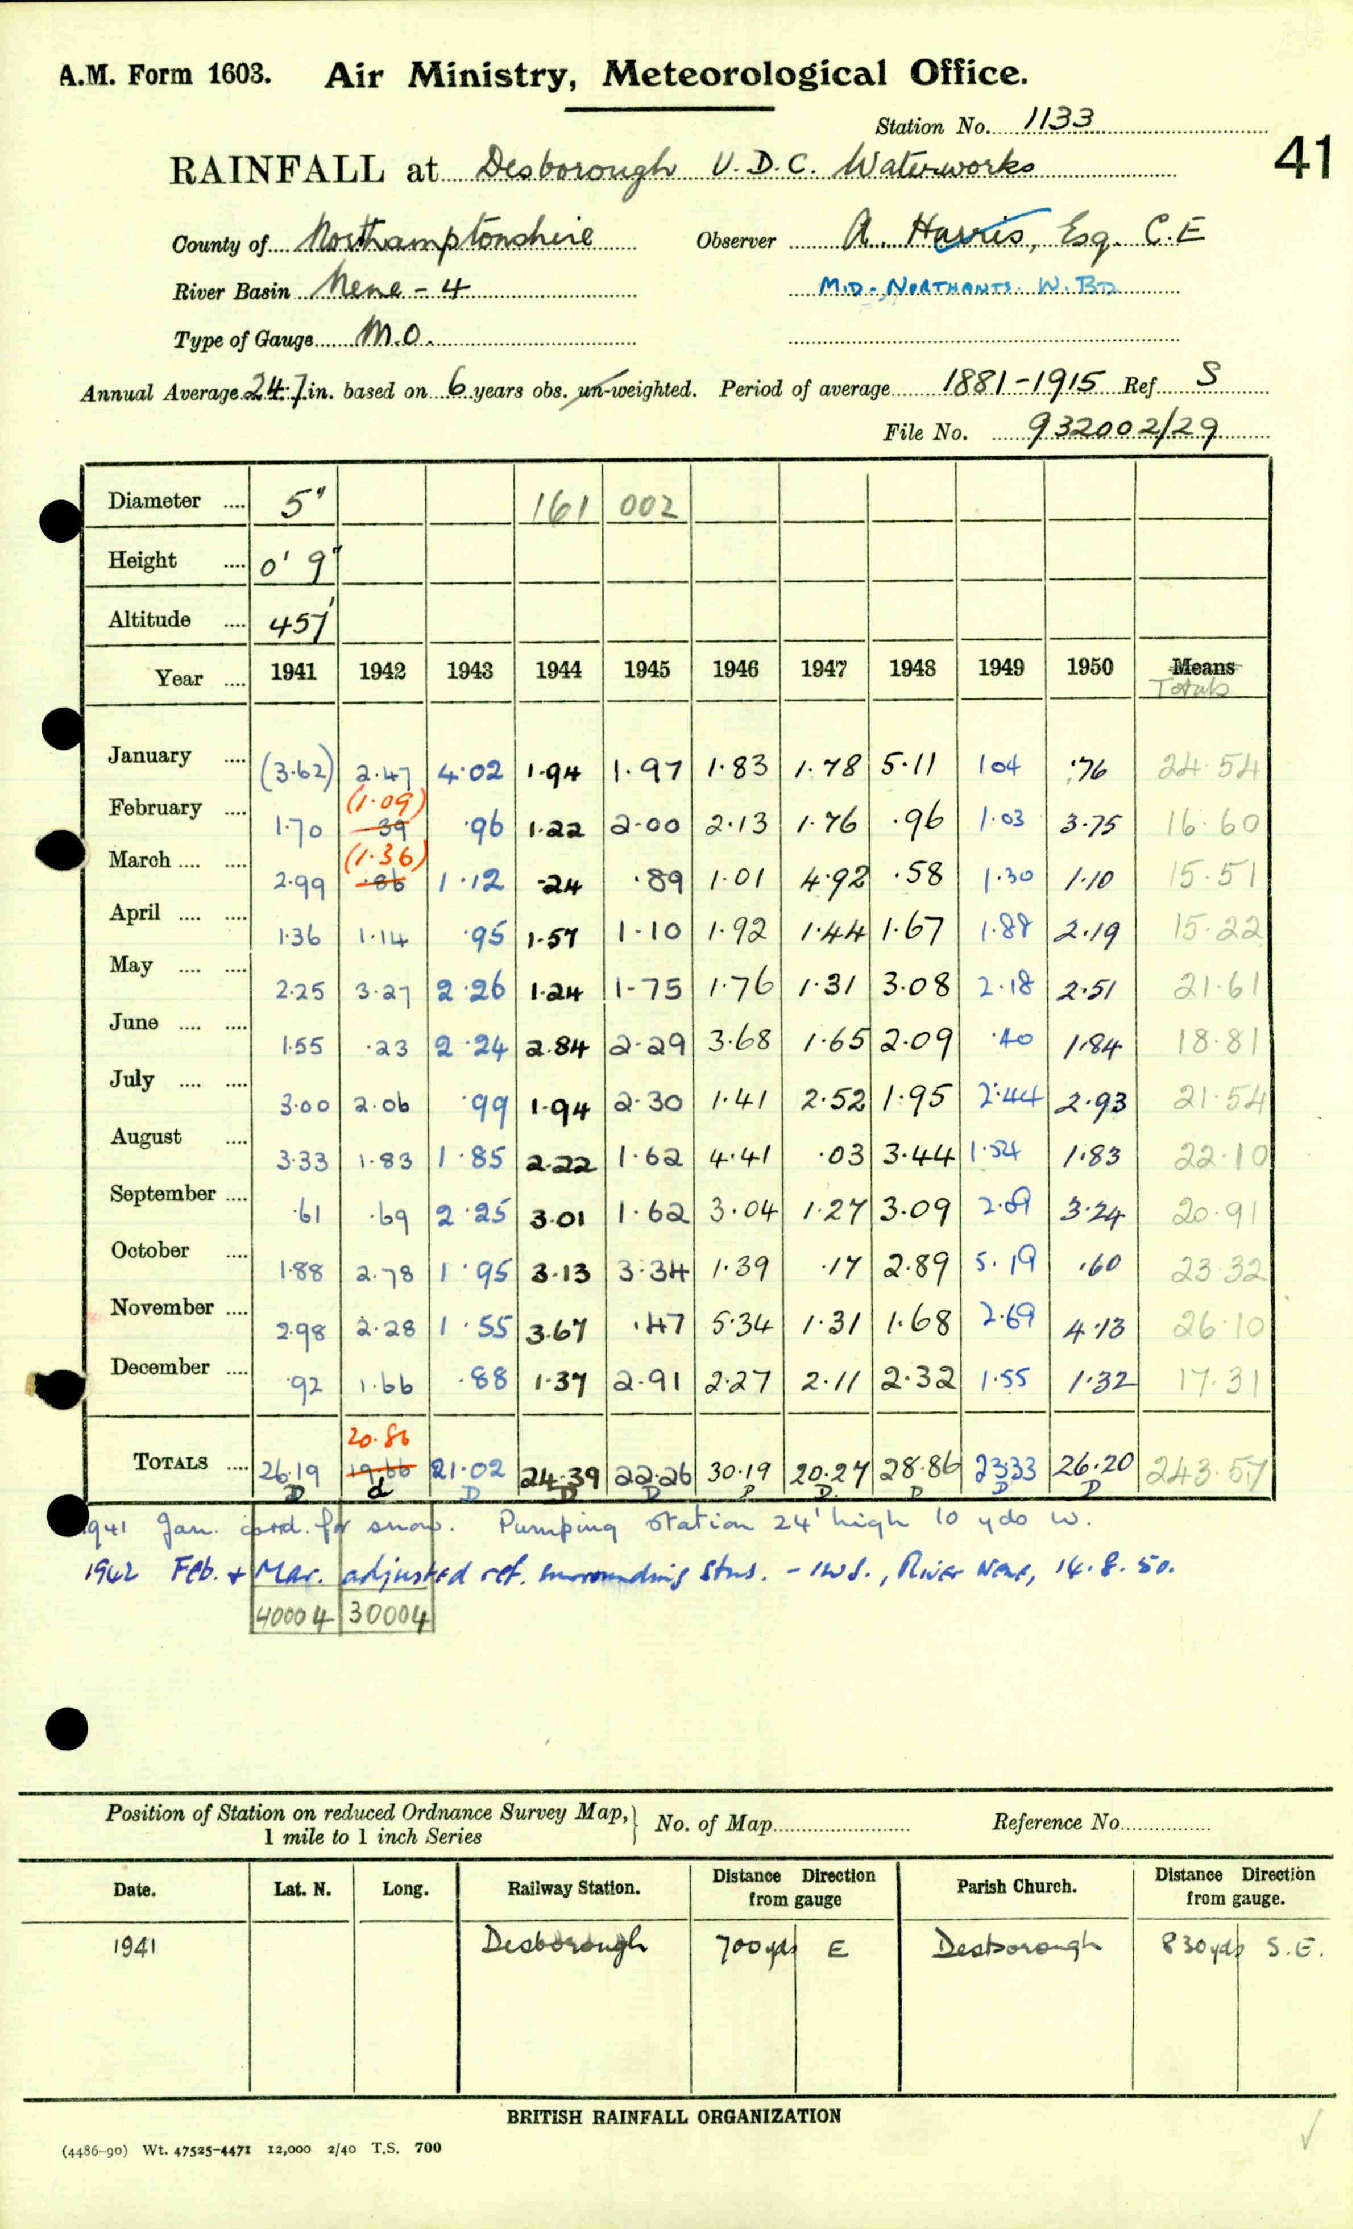 A.M. Form 1603. Air Ministry, Meteorological Office.
Station No. 1133
41
RAINFALL at Desborough U.D.C. Waterworks
County of Northamptonshire Observer A. Harris, Esq. C.E
River Basin Nene - 4 MID-NORTHANTS. W. BD.
Type of Gauge M.O.
Annual Average 24.7 in. based on 6 years obs. un-weighted. Period of average 1881-1915 Ref. S
File No. 932002/29
Diameter .... 5" 161 002
Height .... 0' 9"
Altitude .... 457'
Year .... 1941 1942 1943 1944 1945 1946 1947 1948 1949 1950 Means
Totals
January .... (3.62) 2.47 4.02 1.94 1.97 1.83 1.78 5.11 1 04 .76 24.54
(1.09)
February .... 1.70 .39 .96 1.22 2.00 2.13 1.76 .96 1.03 3.75 16.60
(1.36)
March .... .... 2.99 .86 1.12 .24 .89 1.01 4.92 .58 1.30 1.10 15.51
April .... .... 1.36 1.14 .95 1.57 1.10 1.92 1.44 1.67 1.88 2.19 15.22
May .... .... 2.25 3.27 2.26 1.24 1.75 1.76 1.31 3.08 2.18 2.51 21.61
June .... .... 1.55 .23 2.24 2.84 2.29 3.68 1.65 2.09 .40 1.84 18.81
July .... .... 3.00 2.06 .99 1.94 2.30 1.41 2.52 1.95 2.44 2.93 21.54
August .... 3.33 1.83 1.85 2.22 1.62 4.41 .03 3.44 1.54 1.83 22.10
September .... .61 .69 2.25 3.01 1.62 3.04 1.27 3.09 2.09 3.24 20.91
October .... 1.88 2.78 1.95 3.13 3.34 1.39 .17 2.89 5.19 .60 23.32
November .... 2.98 2.28 1.55 3.67 .47 5.34 1.31 1.68 2.69 4.13 26.10
December .... .92 1.66 .88 1.37 2.91 2.27 2.11 2.32 1.55 1.32 17.31
20.86
TOTALS .... 26.19 19.66 21.02 24.39 22.26 30.19 20.27 28.86 23.33 26.20 243.57
D d D D D D D D D D
1941 Jan. corrd. for snow. Pumping station 24' high 10 yds W.
1942 Feb. + Mar. adjusted ref. surrounding Stns. - River Nene, 14.8.50.
40004 30004
Position of Station on reduced Ordnance Survey Map, 1 mile to 1 inch Series No. of Map Reference No.
Date. Lat. N. Long. Railway Station. Distance from gauge Direction Parish Church. Distance from gauge. Direction
1941 Desborough 700yds E Desborough 830yds S.E.
BRITISH RAINFALL ORGANIZATION
(4486-90) Wt. 47525-4471 12,000 2/40 T.S. 700